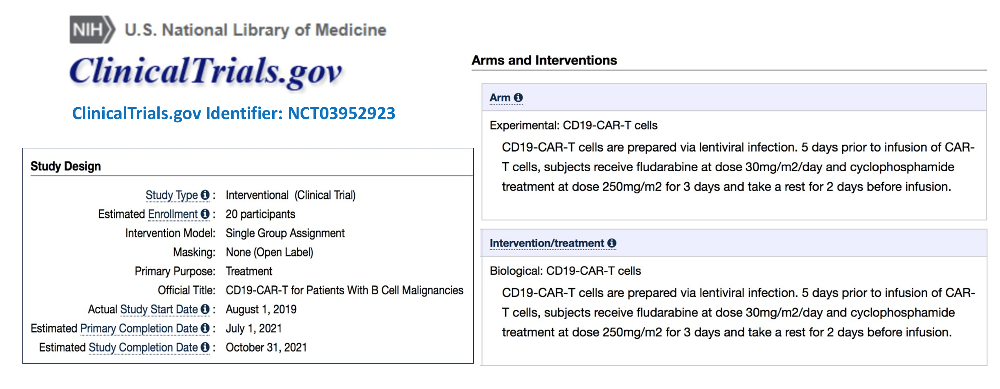 NIH U.S. National Library of Medicine
ClinicalTrials.gov
ClinicalTrials.gov Identifier: NCT03952923
Study Design
Study Type i : Interventional (Clinical Trial)
Estimated Enrollment i : 20 participants
Intervention Model: Single Group Assignment
Masking: None (Open Label)
Primary Purpose: Treatment
Official Title: CD19-CAR-T for Patients With B Cell Malignancies
Actual Study Start Date i : August 1, 2019
Estimated Primary Completion Date i : July 1, 2021
Estimated Study Completion Date i : October 31, 2021
Arms and Interventions
Arm i
Experimental: CD19-CAR-T cells
CD19-CAR-T cells are prepared via lentiviral infection. 5 days prior to infusion of CAR-
T cells, subjects receive fludarabine at dose 30mg/m2/day and cyclophosphamide
treatment at dose 250mg/m2 for 3 days and take a rest for 2 days before infusion.
Intervention/treatment i
Biological: CD19-CAR-T cells
CD19-CAR-T cells are prepared via lentiviral infection. 5 days prior to infusion of CAR-
T cells, subjects receive fludarabine at dose 30mg/m2/day and cyclophosphamide
treatment at dose 250mg/m2 for 3 days and take a rest for 2 days before infusion.